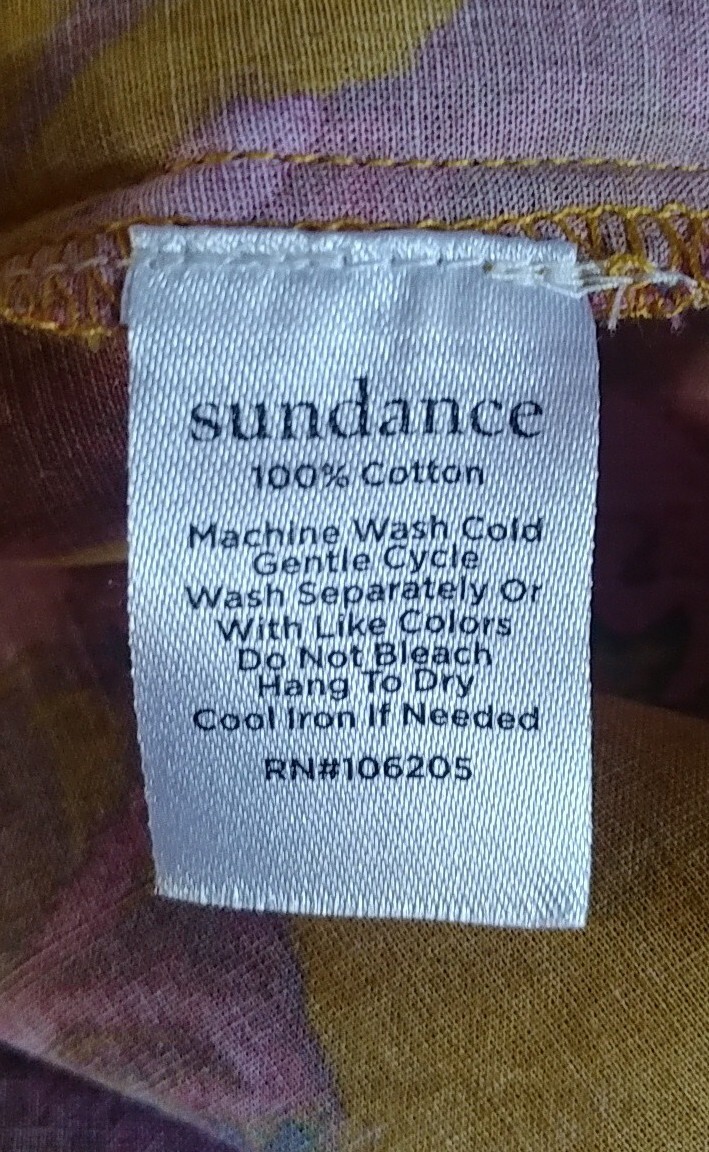 sundance
100% Cotton
Machine Wash Cold
Gentle Cycle
Wash Separately Or
With Like Colors
Do Not Bleach
Hang To Dry
Cool Iron If Needed
RN#106205